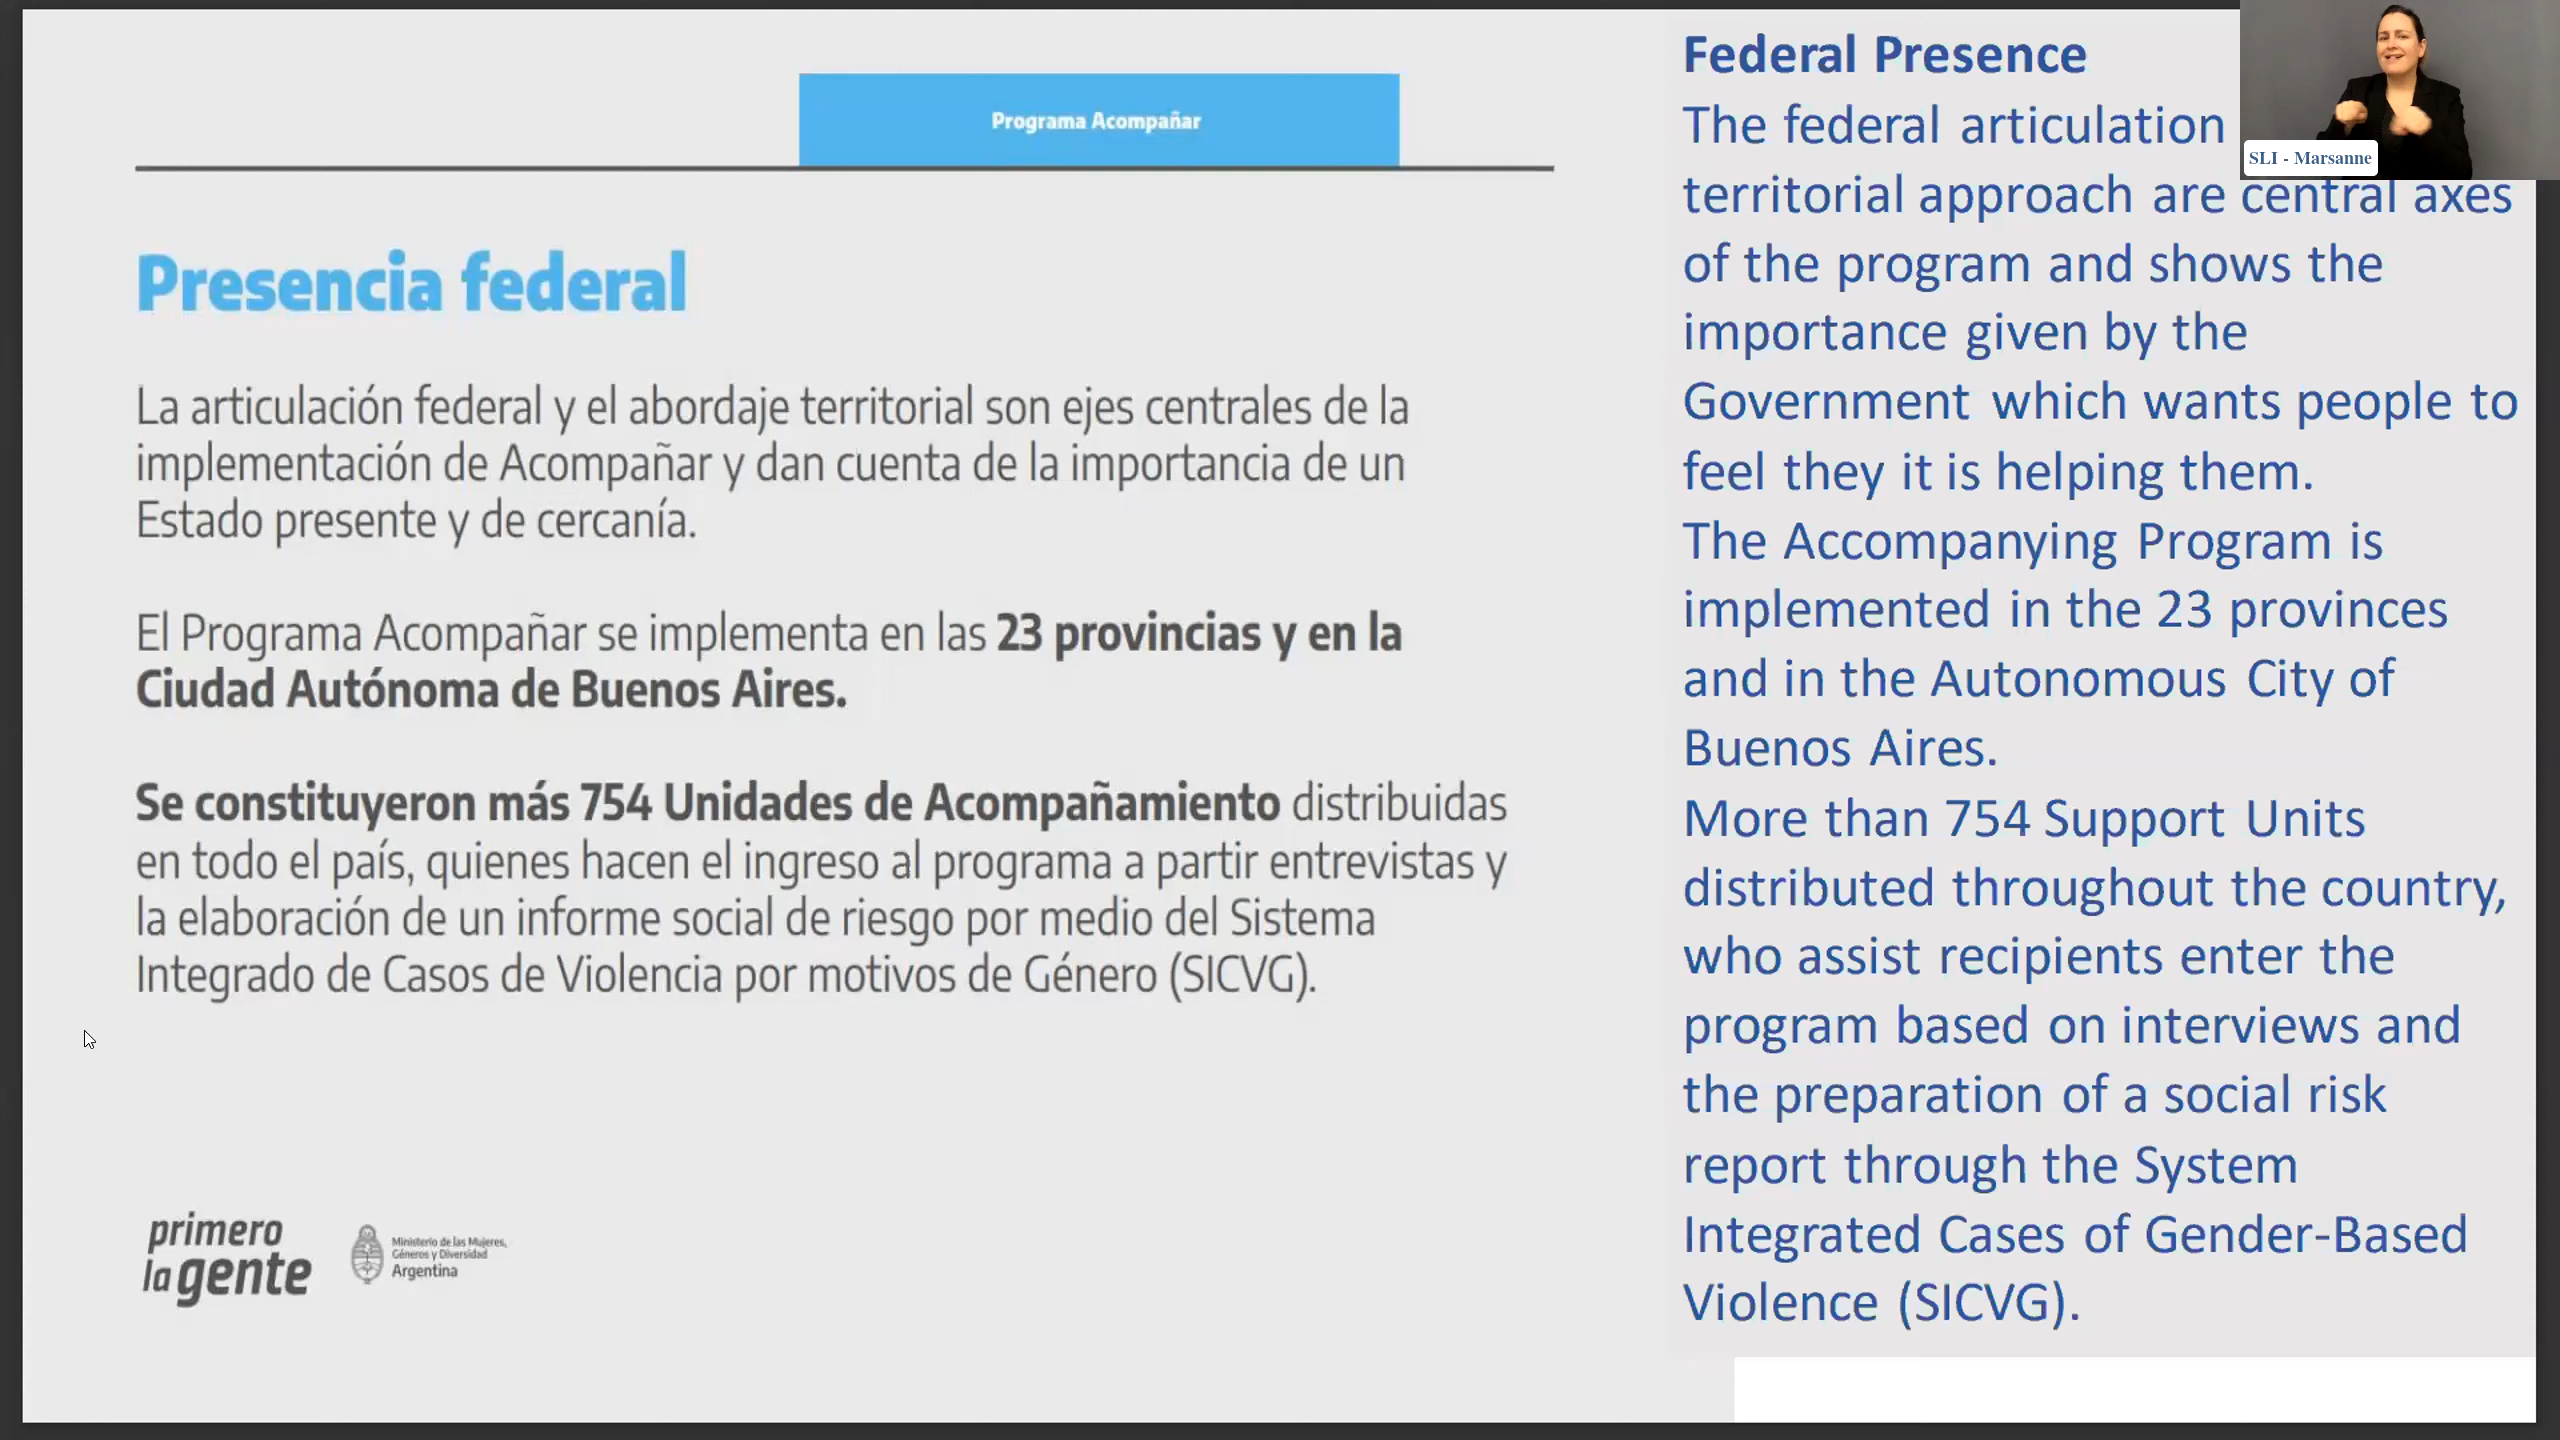 Programa Acompañar
Presencia federal
La articulación federal y el abordaje territorial son ejes centrales de la
implementación de Acompañar y dan cuenta de la importancia de un
Estado presente y de cercanía.
El Programa Acompañar se implementa en las 23 provincias y en la
Ciudad Autónoma de Buenos Aires.
Se constituyeron más 754 Unidades de Acompañamiento distribuidas
en todo el país, quienes hacen el ingreso al programa a partir entrevistas y
la elaboración de un informe social de riesgo por medio del Sistema
Integrado de Casos de Violencia por motivos de Género (SICVG).
primero
la gente
Ministerio de las Mujeres,
Géneros y Diversidad
Argentina
Federal Presence
The federal articulation
territorial approach are central axes
of the program and shows the
importance given by the
Government which wants people to
feel they it is helping them.
The Accompanying Program is
implemented in the 23 provinces
and in the Autonomous City of
Buenos Aires.
More than 754 Support Units
distributed throughout the country,
who assist recipients enter the
program based on interviews and
the preparation of a social risk
report through the System
Integrated Cases of Gender-Based
Violence (SICVG).
SLI - Marsanne